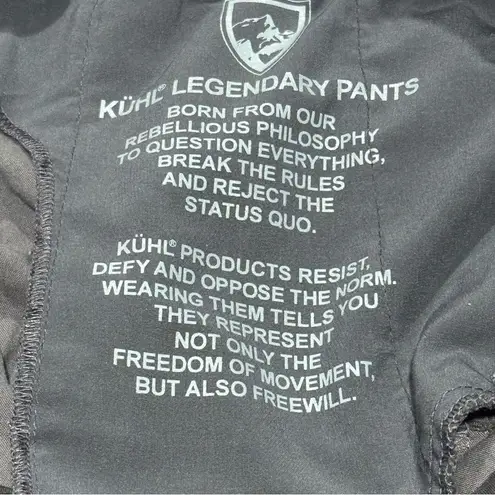 KÜHL® LEGENDARY PANTS
BORN FROM OUR
REBELLIOUS PHILOSOPHY
TO QUESTION EVERYTHING,
BREAK THE RULES
AND REJECT THE
STATUS QUO.
KÜHL® PRODUCTS RESIST,
DEFY AND OPPOSE THE NORM.
WEARING THEM TELLS YOU
THEY REPRESENT
NOT ONLY THE
FREEDOM OF MOVEMENT,
BUT ALSO FREEWILL.